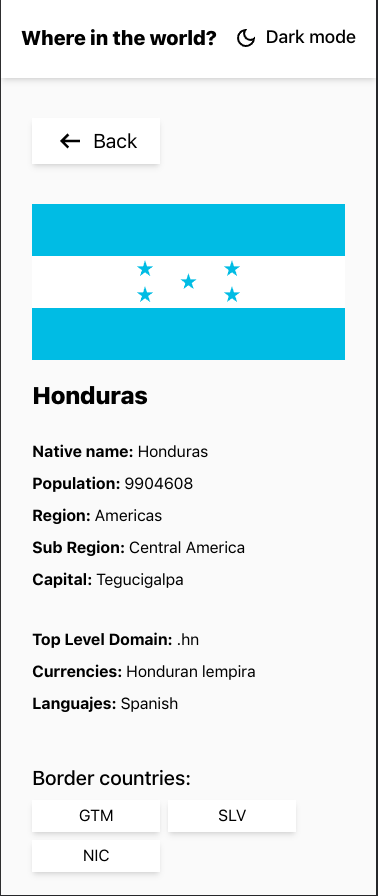 Where in the world? Dark mode
Back
Honduras
Native name: Honduras
Population: 9904608
Region: Americas
Sub Region: Central America
Capital: Tegucigalpa
Top Level Domain: .hn
Currencies: Honduran lempira
Languajes: Spanish
Border countries:
GTM SLV
NIC